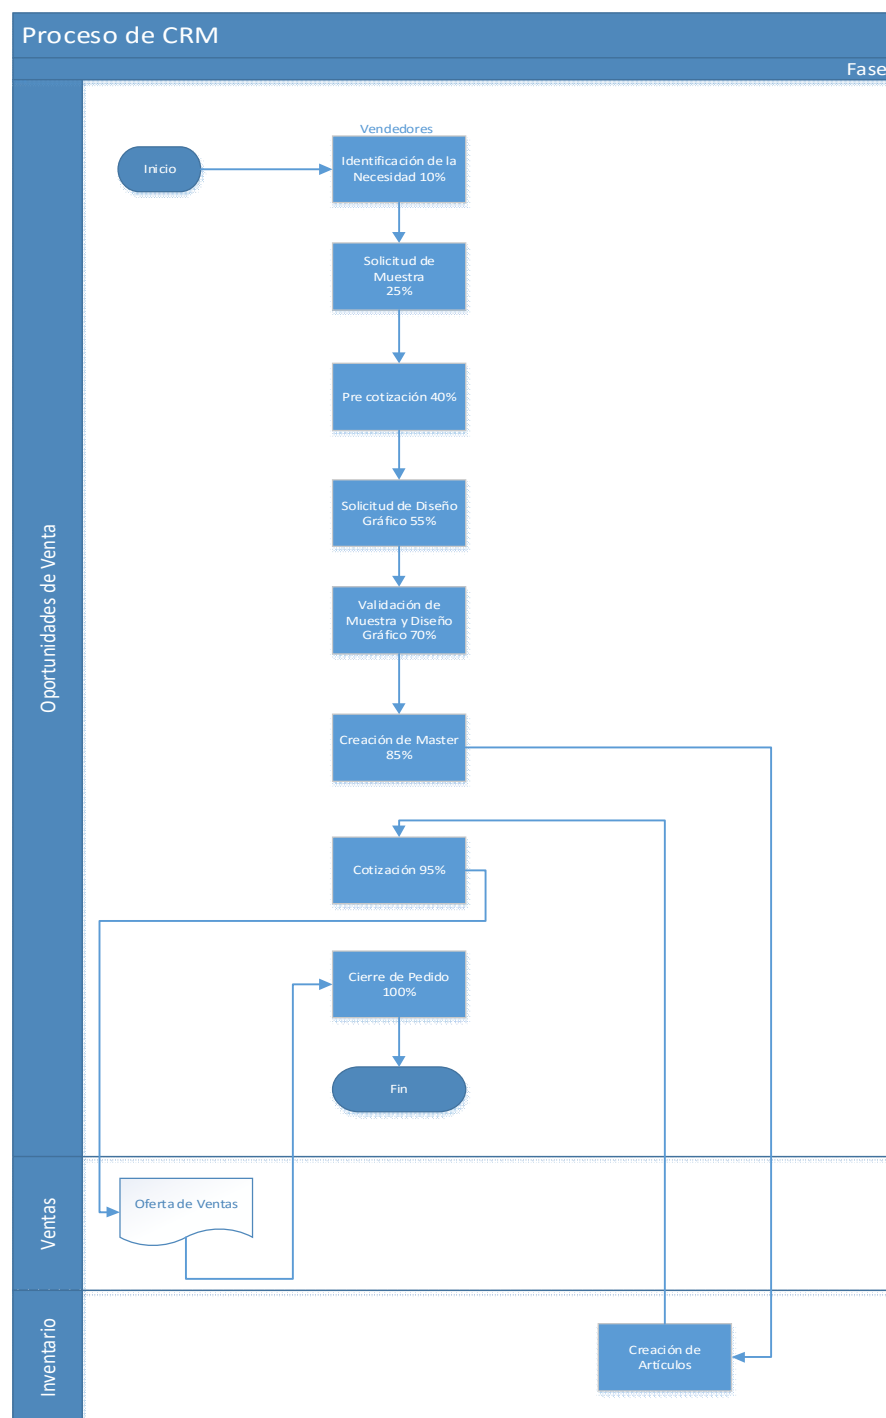 Proceso de CRM
Fase
Oportunidades de Venta
Vendedores
Inicio
Identificación de la
Necesidad 10%
Solicitud de
Muestra
25%
Pre cotización 40%
Solicitud de Diseño
Gráfico 55%
Validación de
Muestra y Diseño
Gráfico 70%
Creación de Master
85%
Cotización 95%
Cierre de Pedido
100%
Fin
Ventas
Oferta de Ventas
Inventario
Creación de
Artículos